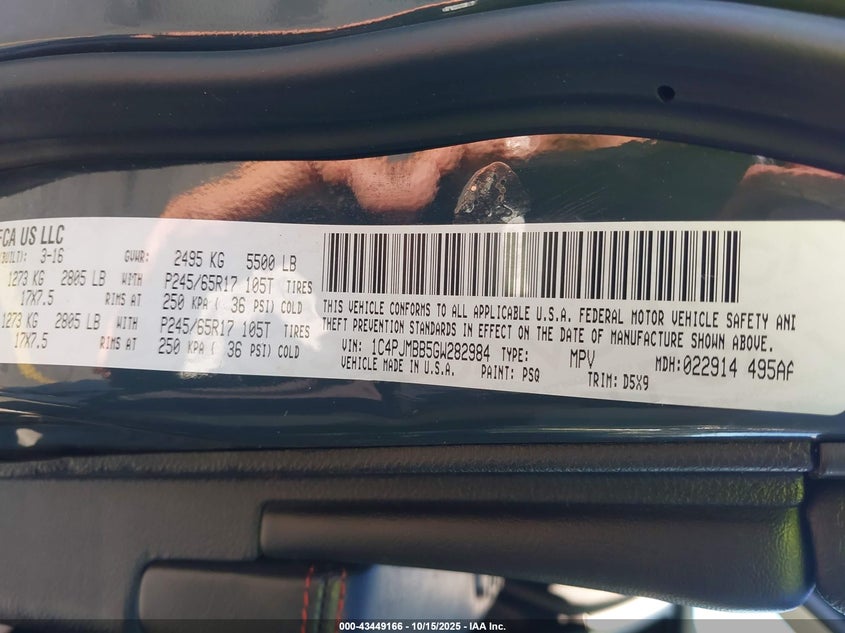 FCA US LLC
(BUILT): 3-16 GVWR: 2495 KG 5500 LB
1273 KG 2805 LB WITH P245/65R17 105T TIRES
17X7.5 RIMS AT 250 KPA ( 36 PSI) COLD
1273 KG 2805 LB WITH P245/65R17 105T TIRES
17X7.5 RIMS AT 250 KPA ( 36 PSI) COLD
THIS VEHICLE CONFORMS TO ALL APPLICABLE U.S.A. FEDERAL MOTOR VEHICLE SAFETY AND
THEFT PREVENTION STANDARDS IN EFFECT ON THE DATE OF MANUFACTURE SHOWN ABOVE.
VIN: 1C4PJMBB5GW282984 TYPE: MPV MDH:022914 495AA
VEHICLE MADE IN U.S.A. PAINT: PSQ TRIM: D5X9
000-43449166 - 10/15/2025 - IAA Inc.